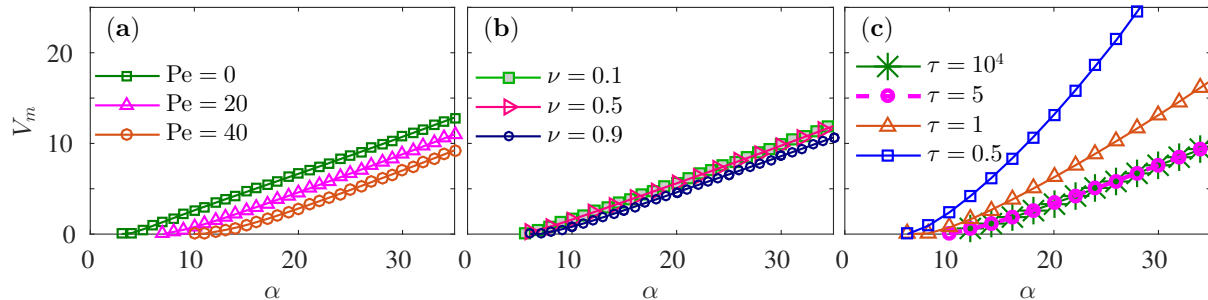 (a)
(b)
(c)
20
10
0
V_m
Pe = 0
Pe = 20
Pe = 40
ν = 0.1
ν = 0.5
ν = 0.9
τ = 10^4
τ = 5
τ = 1
τ = 0.5
0 10 20 30
0 10 20 30
0 10 20 30
α
α
α